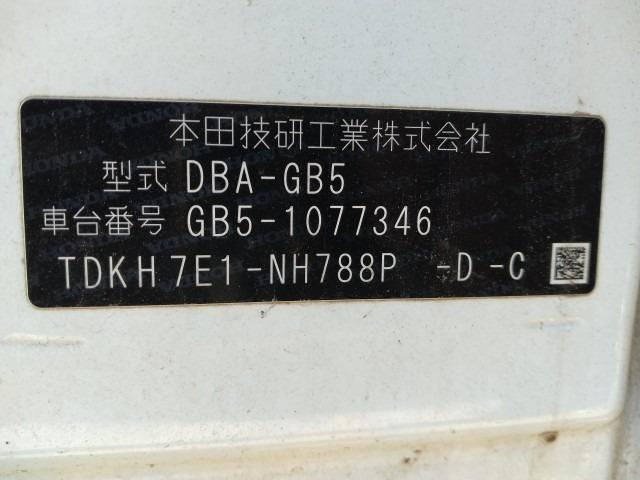 本田技研工業株式会社
型式 DBA-GB5
車台番号 GB5-1077346
TDKH7E1-NH788P -D-C